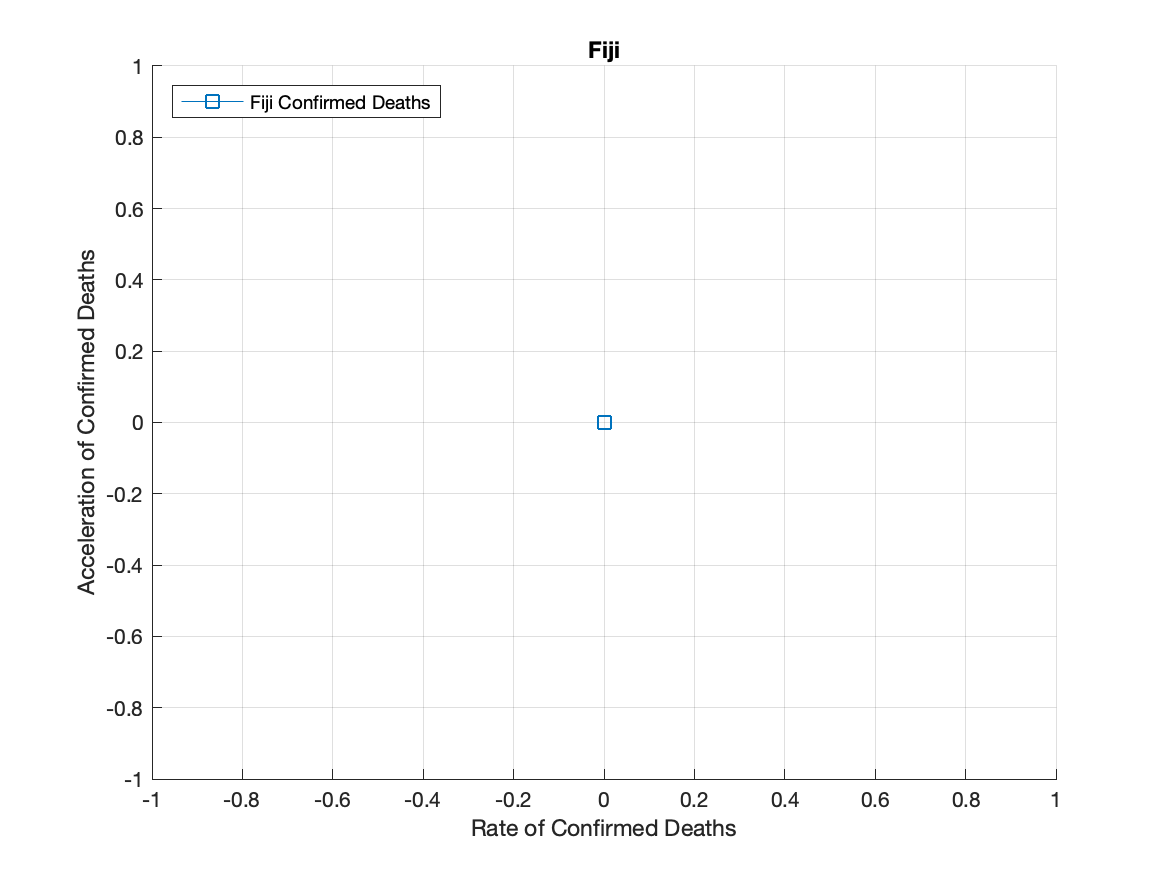 Fiji
Fiji Confirmed Deaths
1
0.8
0.6
0.4
0.2
0
-0.2
-0.4
-0.6
-0.8
-1
Acceleration of Confirmed Deaths
-1 -0.8 -0.6 -0.4 -0.2 0 0.2 0.4 0.6 0.8 1
Rate of Confirmed Deaths